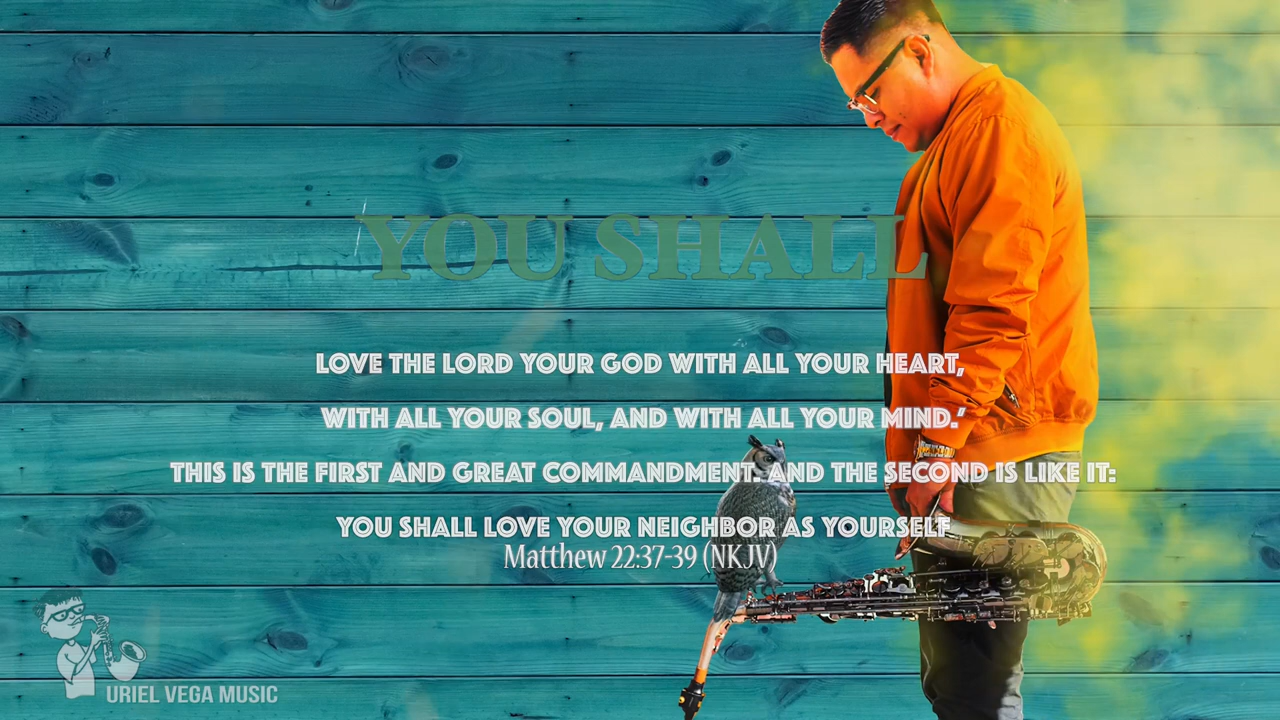 YOU SHALL
LOVE THE LORD YOUR GOD WITH ALL YOUR HEART,
WITH ALL YOUR SOUL, AND WITH ALL YOUR MIND.’
THIS IS THE FIRST AND GREAT COMMANDMENT. AND THE SECOND IS LIKE IT:
YOU SHALL LOVE YOUR NEIGHBOR AS YOURSELF
Matthew 22:37-39 (NKJV)
URIEL VEGA MUSIC